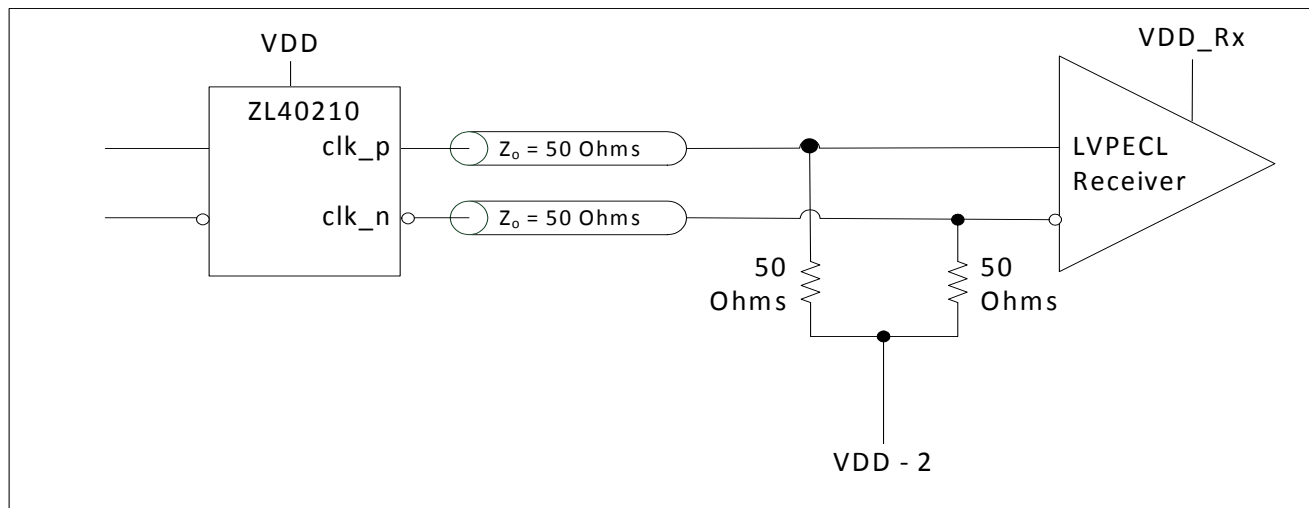 VDD
VDD_Rx
ZL40210
clk_p
Zₒ = 50 Ohms
LVPECL
Receiver
clk_n
Zₒ = 50 Ohms
50
Ohms
50
Ohms
VDD - 2